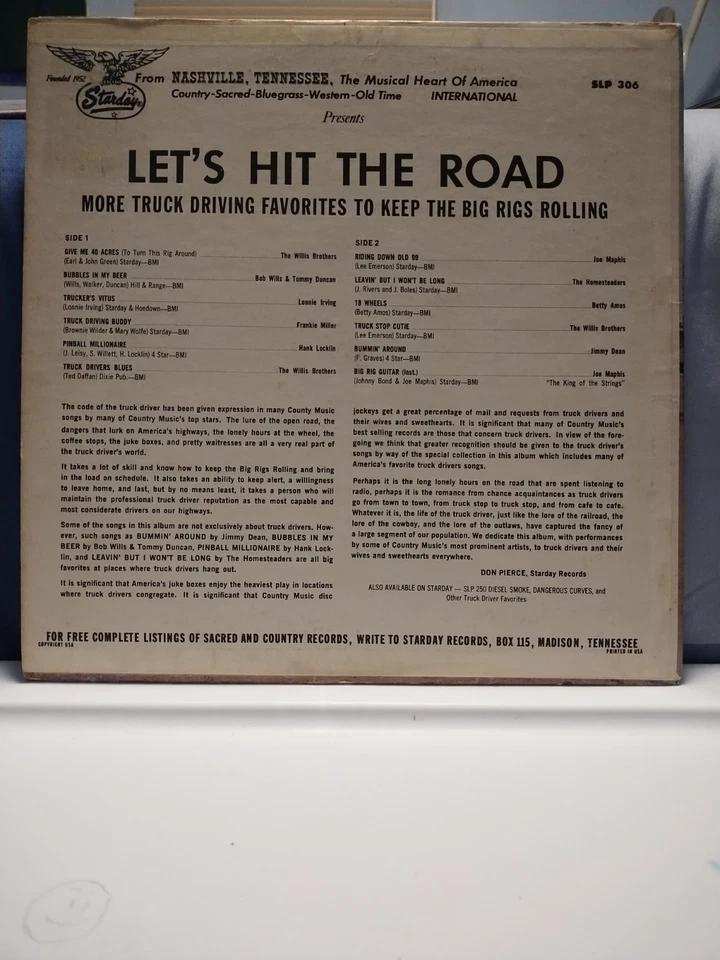 Founded 1952
Starday
From NASHVILLE, TENNESSEE, The Musical Heart Of America
SLP 306
Country-Sacred-Bluegrass-Western-Old Time INTERNATIONAL
Presents
LET'S HIT THE ROAD
MORE TRUCK DRIVING FAVORITES TO KEEP THE BIG RIGS ROLLING
SIDE 1
GIVE ME 40 ACRES (To Turn This Rig Around) The Willis Brothers
(Earl & John Green) Starday—BMI
BUBBLES IN MY BEER Bob Wills & Tommy Duncan
(Wills, Walker, Duncan) Hill & Range—BMI
TRUCKER'S VITUS Lonnie Irving
(Lonnie Irving) Starday & Hoedown—BMI
TRUCK DRIVING BUDDY Frankie Miller
(Brownie Wilder & Mary Wolfe) Starday—BMI
PINBALL MILLIONAIRE Hank Locklin
(J. Leisy, S. Willett, H. Locklin) 4 Star—BMI
TRUCK DRIVERS BLUES The Willis Brothers
(Ted Daffan) Dixie Pub.—BMI
SIDE 2
RIDING DOWN OLD 99 Joe Maphis
(Lee Emerson) Starday—BMI
LEAVIN' BUT I WON'T BE LONG The Homesteaders
(J. Rivers and J. Boles) Starday—BMI
18 WHEELS Betty Amos
(Betty Amos) Starday—BMI
TRUCK STOP CUTIE The Willis Brothers
(Lee Emerson) Starday—BMI
BUMMIN' AROUND Jimmy Dean
(P. Graves) 4 Star—BMI
BIG RIG GUITAR (Inst.) Joe Maphis
(Johnny Bond & Joe Maphis) Starday—BMI "The King of the Strings"
The code of the truck driver has been given expression in many County Music
songs by many of Country Music's top stars. The lure of the open road, the
dangers that lurk on America's highways, the lonely hours at the wheel, the
coffee stops, the juke boxes, and pretty waitresses are all a very real part of
the truck driver's world.
It takes a lot of skill and know how to keep the Big Rigs Rolling and bring
in the load on schedule. It also takes an ability to keep alert, a willingness
to leave home, and last, but by no means least, it takes a person who will
maintain the professional truck driver reputation as the most capable and
most considerate drivers on our highways.
Some of the songs in this album are not exclusively about truck drivers. How-
ever, such songs as BUMMIN' AROUND by Jimmy Dean, BUBBLES IN MY
BEER by Bob Wills & Tommy Duncan, PINBALL MILLIONAIRE by Hank Lock-
lin, and LEAVIN' BUT I WON'T BE LONG by The Homesteaders are all big
favorites at places where truck drivers hang out.
It is significant that America's juke boxes enjoy the heaviest play in locations
where truck drivers congregate. It is significant that Country Music disc
jockeys get a great percentage of mail and requests from truck drivers and
their wives and sweethearts. It is significant that many of Country Music's
best selling records are those that concern truck drivers. In view of the fore-
going we think that greater recognition should be given to the truck driver's
songs by way of the special collection in this album which includes many of
America's favorite truck drivers songs.
Perhaps it is the long lonely hours on the road that are spent listening to
radio, perhaps it is the romance from chance acquaintances as truck drivers
go from town to town, from truck stop to truck stop, and from cafe to cafe.
Whatever it is, the life of the truck driver, just like the lore of the railroad, the
lore of the cowboy, and the lore of the outlaws, have captured the fancy of
a large segment of our population. We dedicate this album, with performances
by some of Country Music's most prominent artists, to truck drivers and their
wives and sweethearts everywhere.
DON PIERCE, Starday Records
ALSO AVAILABLE ON STARDAY — SLP 250 DIESEL SMOKE, DANGEROUS CURVES, and
Other Truck Driver Favorites
FOR FREE COMPLETE LISTINGS OF SACRED AND COUNTRY RECORDS, WRITE TO STARDAY RECORDS, BOX 115, MADISON, TENNESSEE
COPYRIGHT USA
PRINTED IN USA